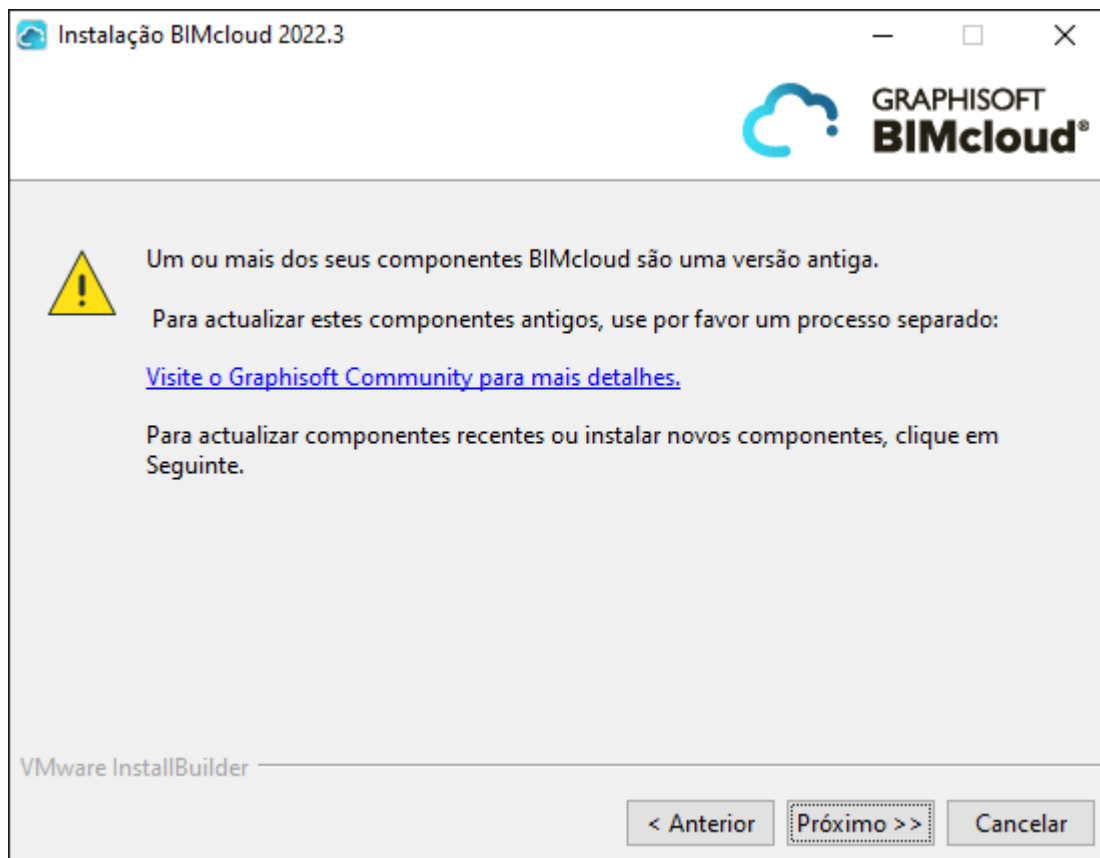 Instalação BIMcloud 2022.3
GRAPHISOFT
BIMcloud®
Um ou mais dos seus componentes BIMcloud são uma versão antiga.
Para actualizar estes componentes antigos, use por favor um processo separado:
Visite o Graphisoft Community para mais detalhes.
Para actualizar componentes recentes ou instalar novos componentes, clique em
Seguinte.
VMware InstallBuilder
< Anterior
Próximo >>
Cancelar